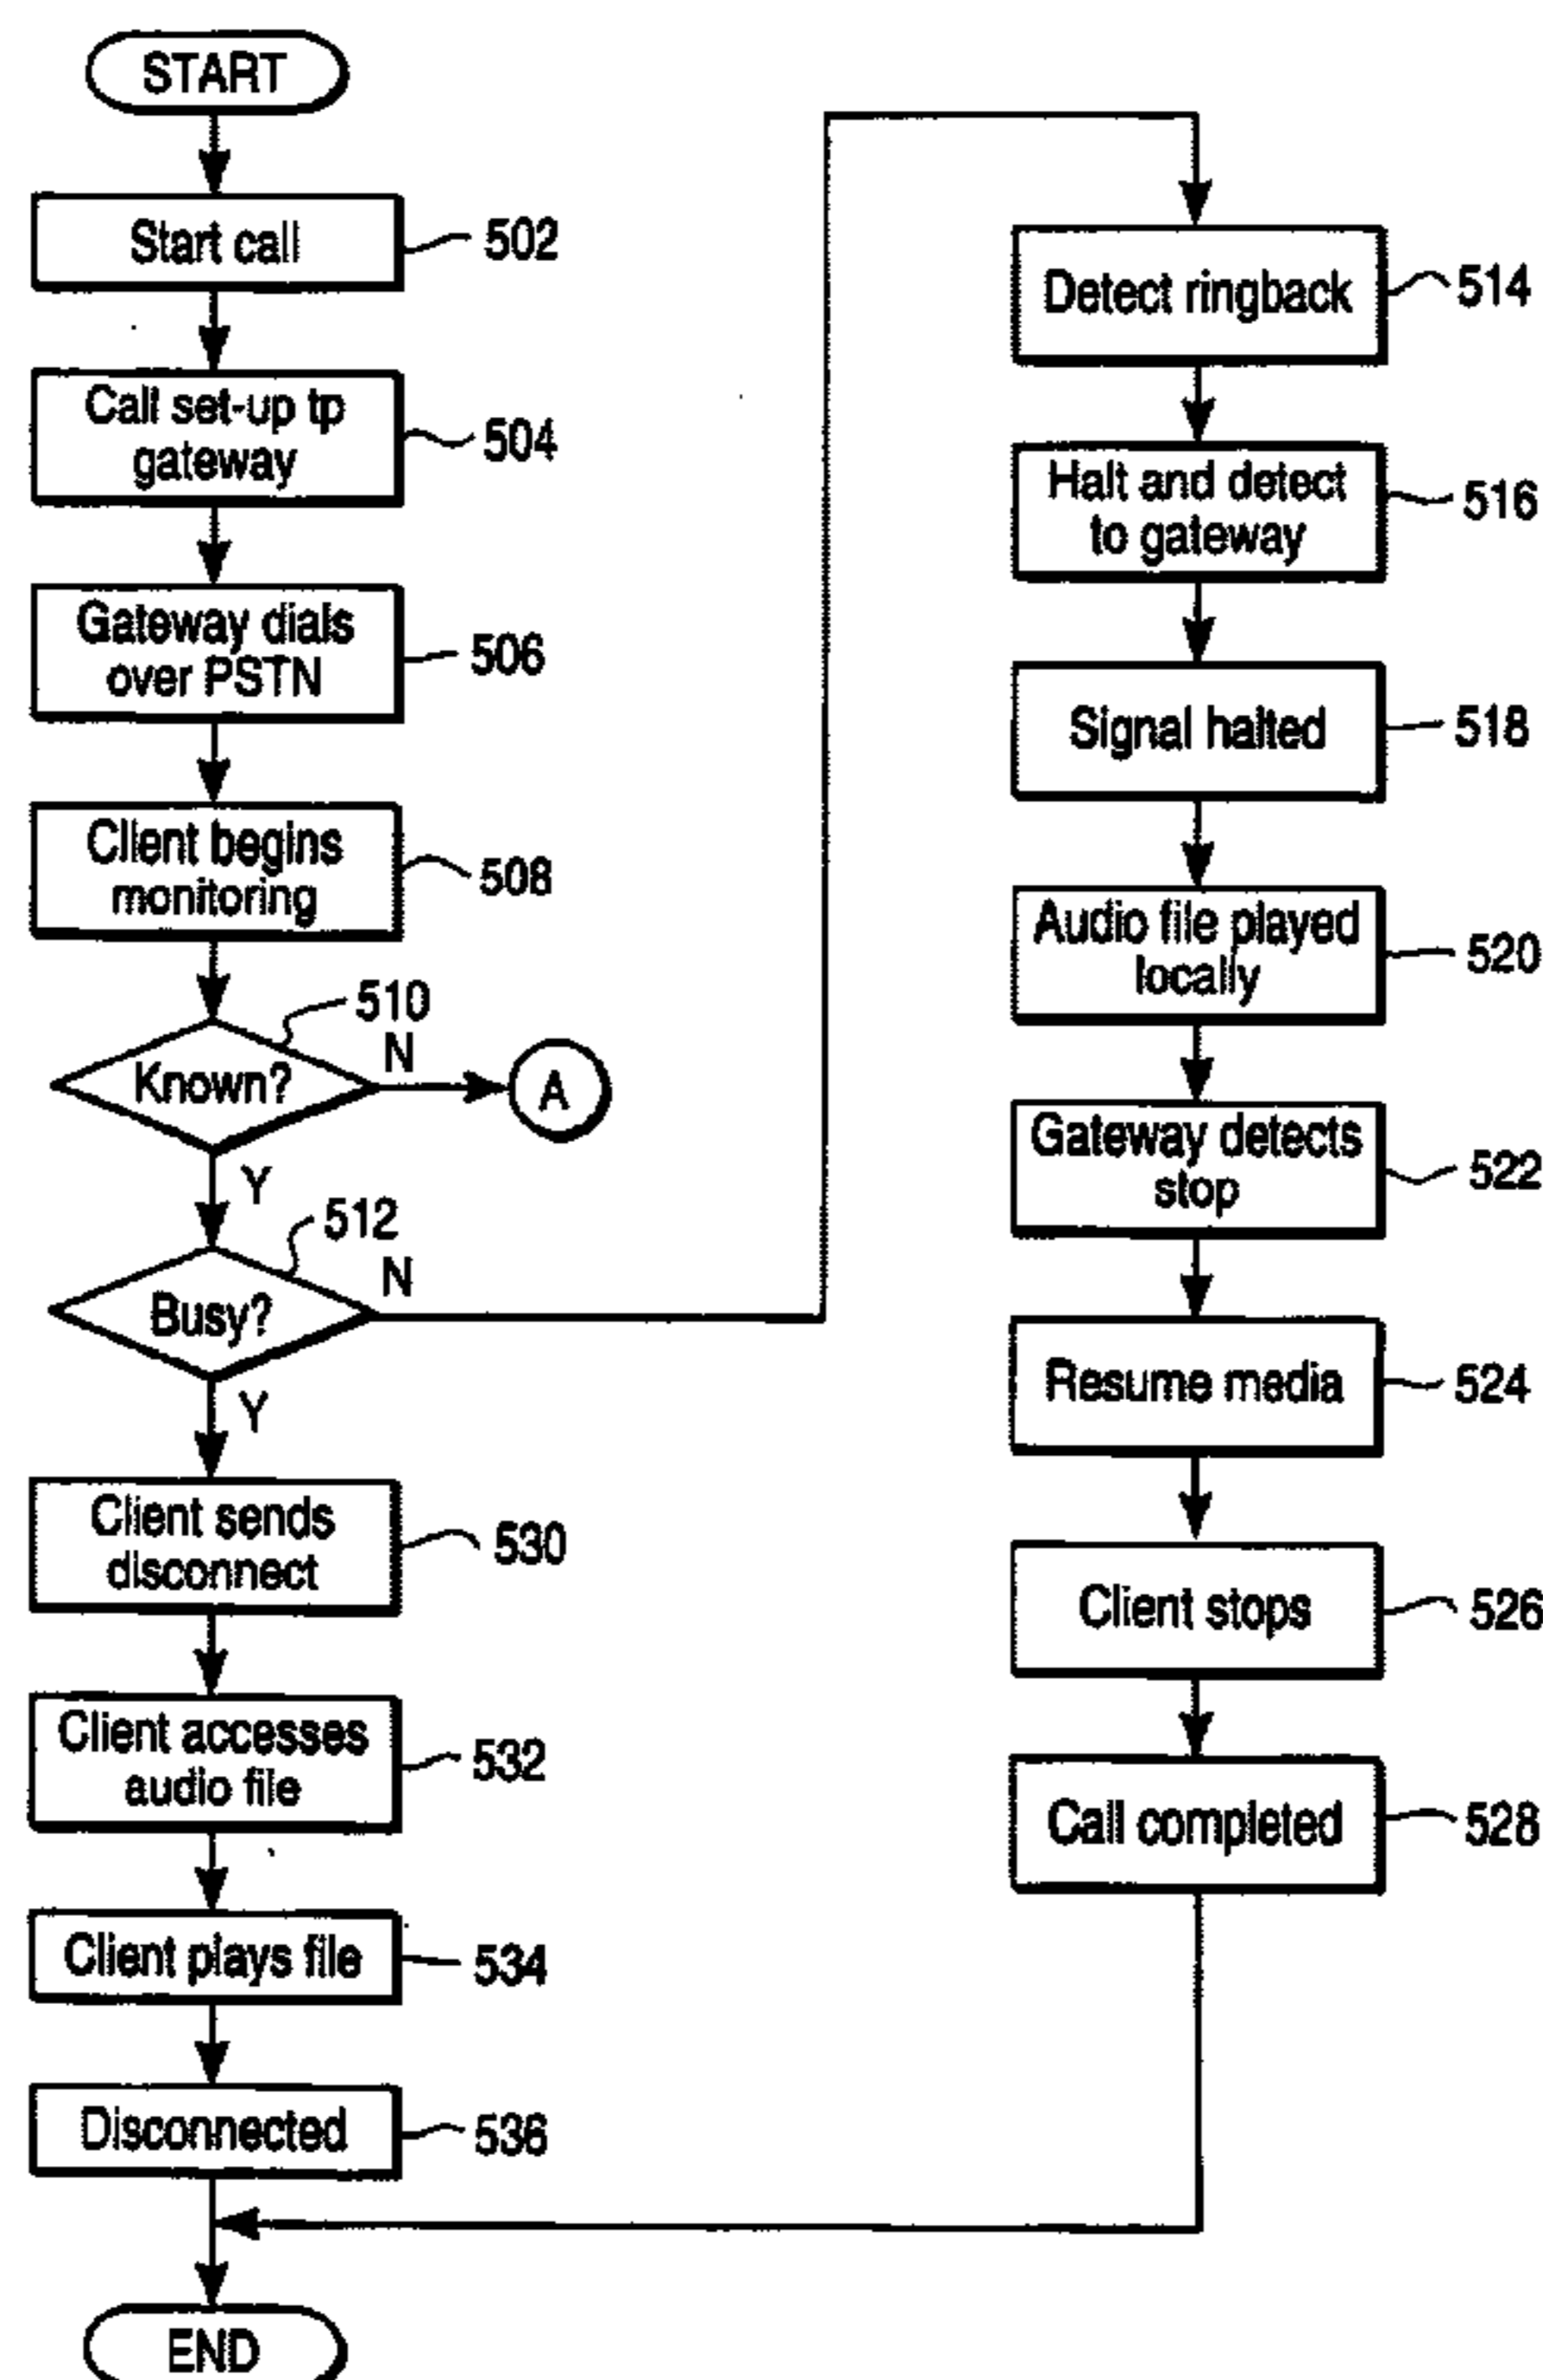 START
Start call
502
Call set-up tp
gateway
504
Gateway dials
over PSTN
506
Client begins
monitoring
508
510
Known?
N
A
Y
512
Busy?
N
Y
Client sends
disconnect
530
Client accesses
audio file
532
Client plays file
534
Disconnected
536
END
Detect ringback
514
Halt and detect
to gateway
516
Signal halted
518
Audio file played
locally
520
Gateway detects
stop
522
Resume media
524
Client stops
526
Call completed
528